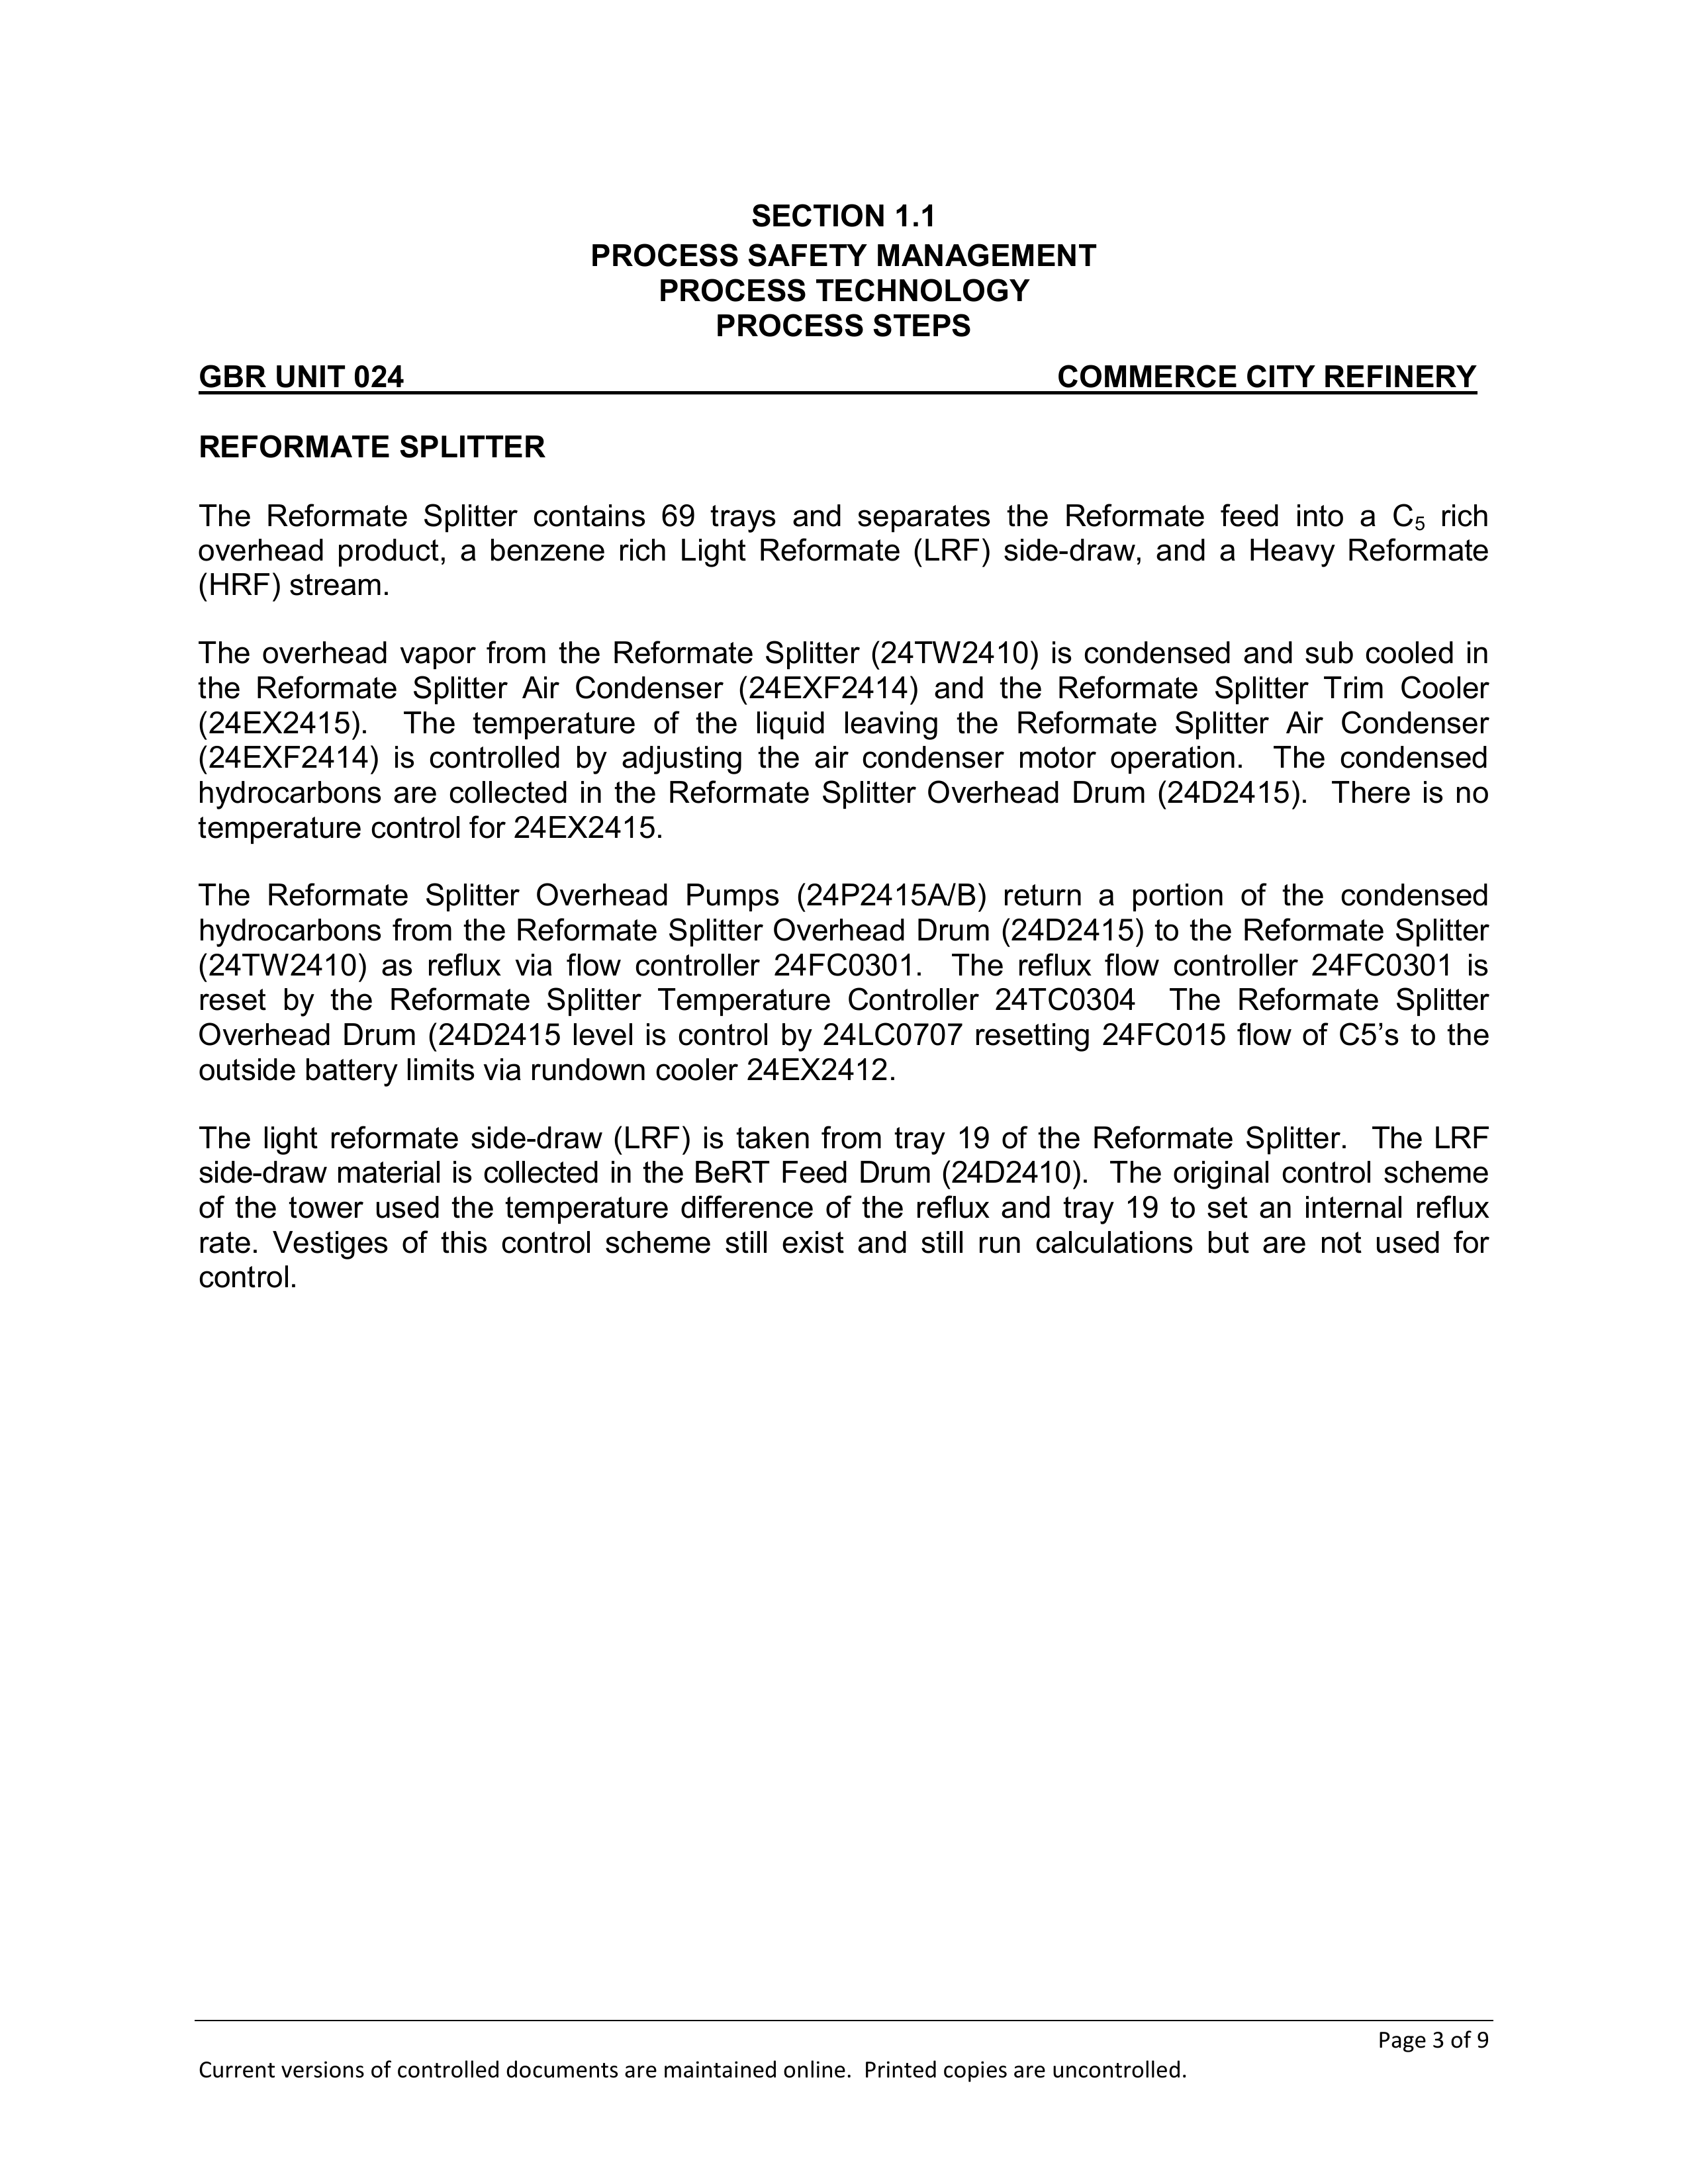 SECTION 1.1
PROCESS SAFETY MANAGEMENT
PROCESS TECHNOLOGY
PROCESS STEPS
GBR UNIT 024 COMMERCE CITY REFINERY
REFORMATE SPLITTER
The Reformate Splitter contains 69 trays and separates the Reformate feed into a C₅ rich
overhead product, a benzene rich Light Reformate (LRF) side-draw, and a Heavy Reformate
(HRF) stream.
The overhead vapor from the Reformate Splitter (24TW2410) is condensed and sub cooled in
the Reformate Splitter Air Condenser (24EXF2414) and the Reformate Splitter Trim Cooler
(24EX2415).  The temperature of the liquid leaving the Reformate Splitter Air Condenser
(24EXF2414) is controlled by adjusting the air condenser motor operation.  The condensed
hydrocarbons are collected in the Reformate Splitter Overhead Drum (24D2415).  There is no
temperature control for 24EX2415.
The Reformate Splitter Overhead Pumps (24P2415A/B) return a portion of the condensed
hydrocarbons from the Reformate Splitter Overhead Drum (24D2415) to the Reformate Splitter
(24TW2410) as reflux via flow controller 24FC0301.  The reflux flow controller 24FC0301 is
reset by the Reformate Splitter Temperature Controller 24TC0304  The Reformate Splitter
Overhead Drum (24D2415 level is control by 24LC0707 resetting 24FC015 flow of C5’s to the
outside battery limits via rundown cooler 24EX2412.
The light reformate side-draw (LRF) is taken from tray 19 of the Reformate Splitter.  The LRF
side-draw material is collected in the BeRT Feed Drum (24D2410).  The original control scheme
of the tower used the temperature difference of the reflux and tray 19 to set an internal reflux
rate. Vestiges of this control scheme still exist and still run calculations but are not used for
control.
Page 3 of 9
Current versions of controlled documents are maintained online.  Printed copies are uncontrolled.